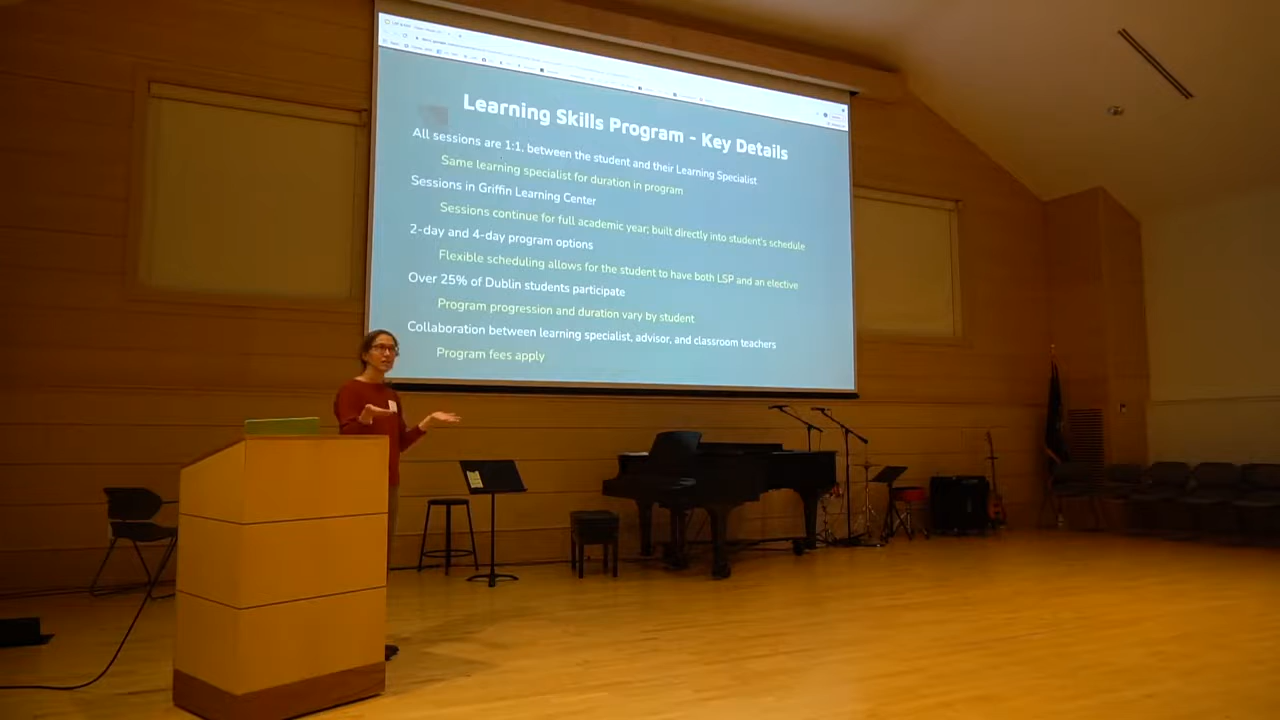 Learning Skills Program - Key Details
All sessions are 1:1, between the student and their Learning Specialist
Same learning specialist for duration in program
Sessions in Griffin Learning Center
Sessions continue for full academic year; built directly into student's schedule
2-day and 4-day program options
Flexible scheduling allows for the student to have both LSP and an elective
Over 25% of Dublin students participate
Program progression and duration vary by student
Collaboration between learning specialist, advisor, and classroom teachers
Program fees apply